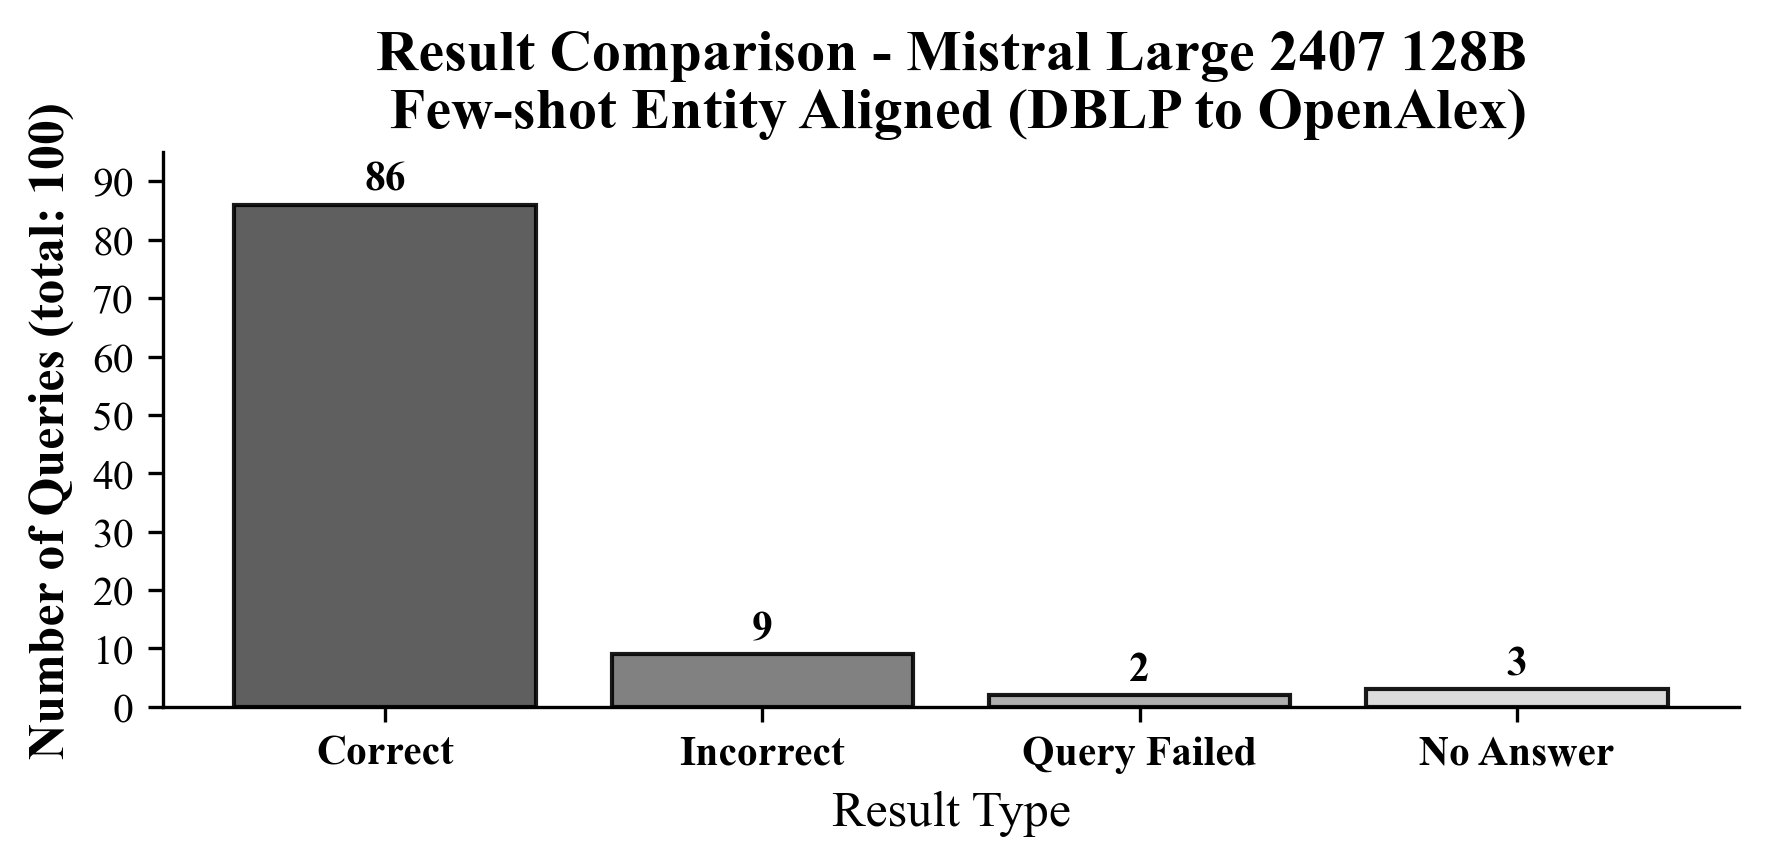 Result Comparison - Mistral Large 2407 128B
Few-shot Entity Aligned (DBLP to OpenAlex)
Number of Queries (total: 100)
90
80
70
60
50
40
30
20
10
0
86
9
2
3
Correct
Incorrect
Query Failed
No Answer
Result Type